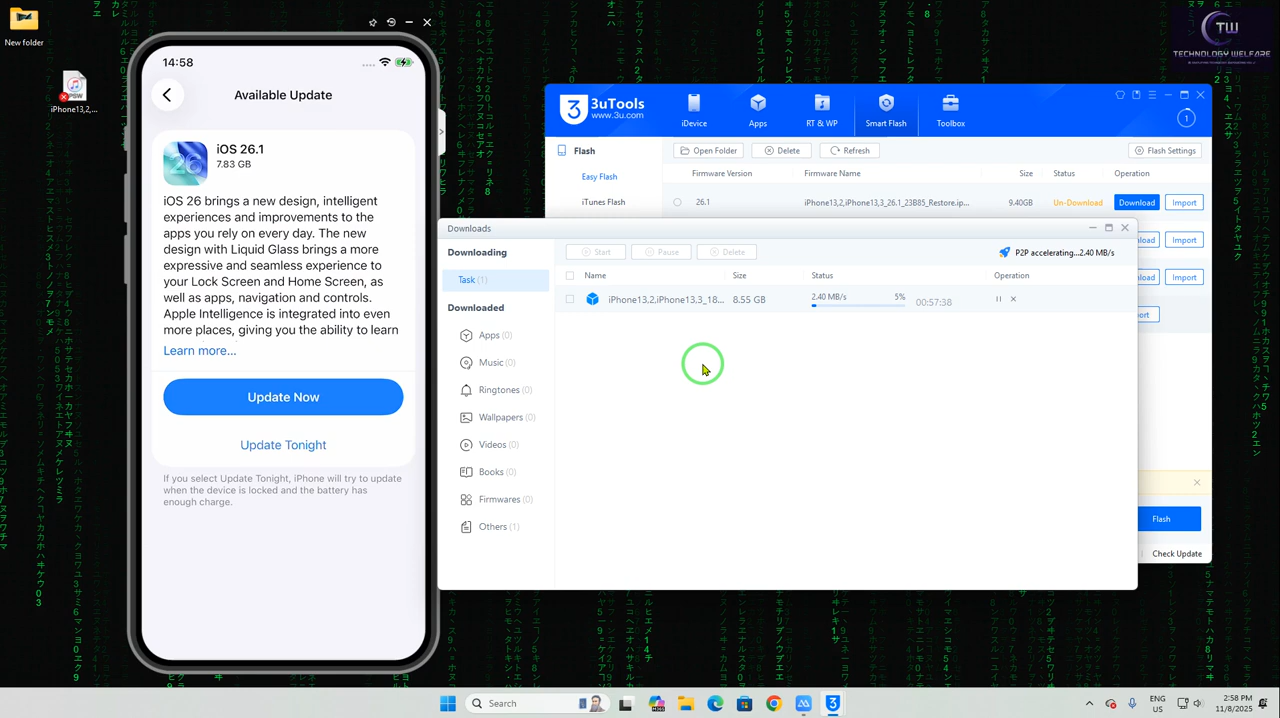 New folder
iPhone13,2,...
TW
TECHNOLOGY WELFARE
14:58
Available Update
iOS 26.1
7.83 GB
iOS 26 brings a new design, intelligent
experiences and improvements to the
apps you rely on every day. The new
design with Liquid Glass brings a more
expressive and seamless experience to
your Lock Screen and Home Screen, as
well as apps, navigation and controls.
Apple Intelligence is integrated into even
more places, giving you the ability to learn
Learn more...
Update Now
Update Tonight
If you select Update Tonight, iPhone will try to update
when the device is locked and the battery has
enough charge.
3uTools
www.3u.com
iDevice
Apps
RT & WP
Smart Flash
Toolbox
1
Flash
Easy Flash
iTunes Flash
Open Folder
Delete
Refresh
Flash Settings
Firmware Version
Firmware Name
Size
Status
Operation
26.1
iPhone13,2,iPhone13,3_26.1_23B85_Restore.ip...
9.40GB
Un-Download
Download
Import
Import
Import
Flash
Check Update
Downloads
Downloading
Task (1)
Downloaded
Apps (0)
Music (0)
Ringtones (0)
Wallpapers (0)
Videos (0)
Books (0)
Firmwares (0)
Others (1)
Start
Pause
Delete
P2P accelerating...2.40 MB/s
Name
Size
Status
Operation
iPhone13,2,iPhone13,3_18...
8.55 GB
2.40 MB/s
5%
00:57:38
Search
ENG
US
2:58 PM
11/8/2025